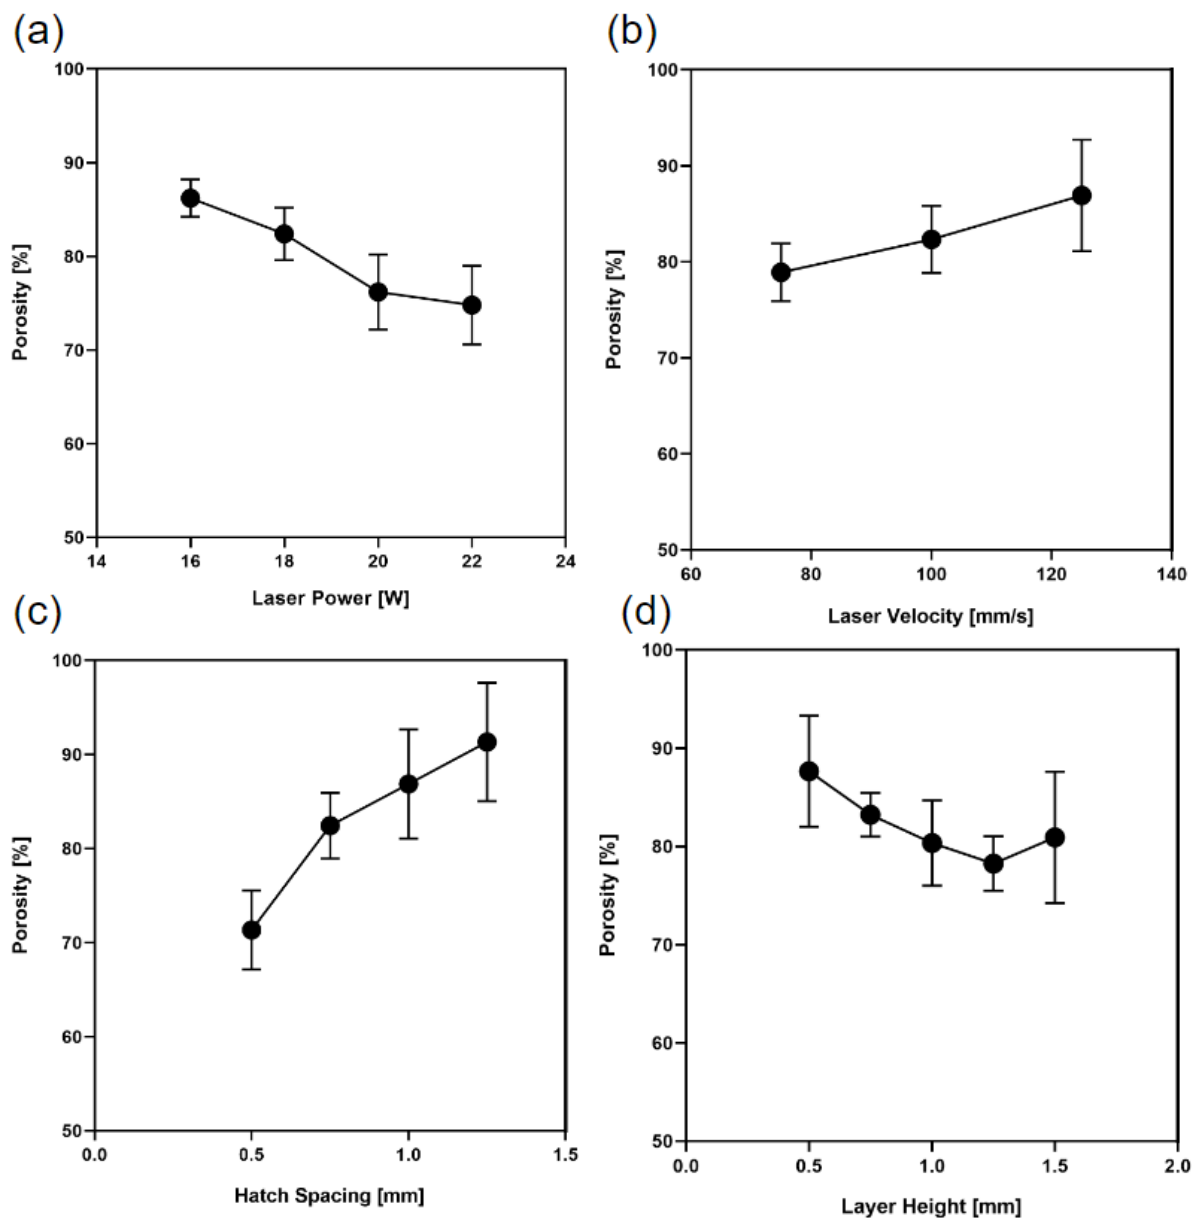 (a)
100
90
80
70
60
50
Porosity [%]
14 16 18 20 22 24
Laser Power [W]
(b)
100
90
80
70
60
50
Porosity [%]
60 80 100 120 140
Laser Velocity [mm/s]
(c)
100
90
80
70
60
50
Porosity [%]
0.0 0.5 1.0 1.5
Hatch Spacing [mm]
(d)
100
90
80
70
60
50
Porosity [%]
0.0 0.5 1.0 1.5 2.0
Layer Height [mm]